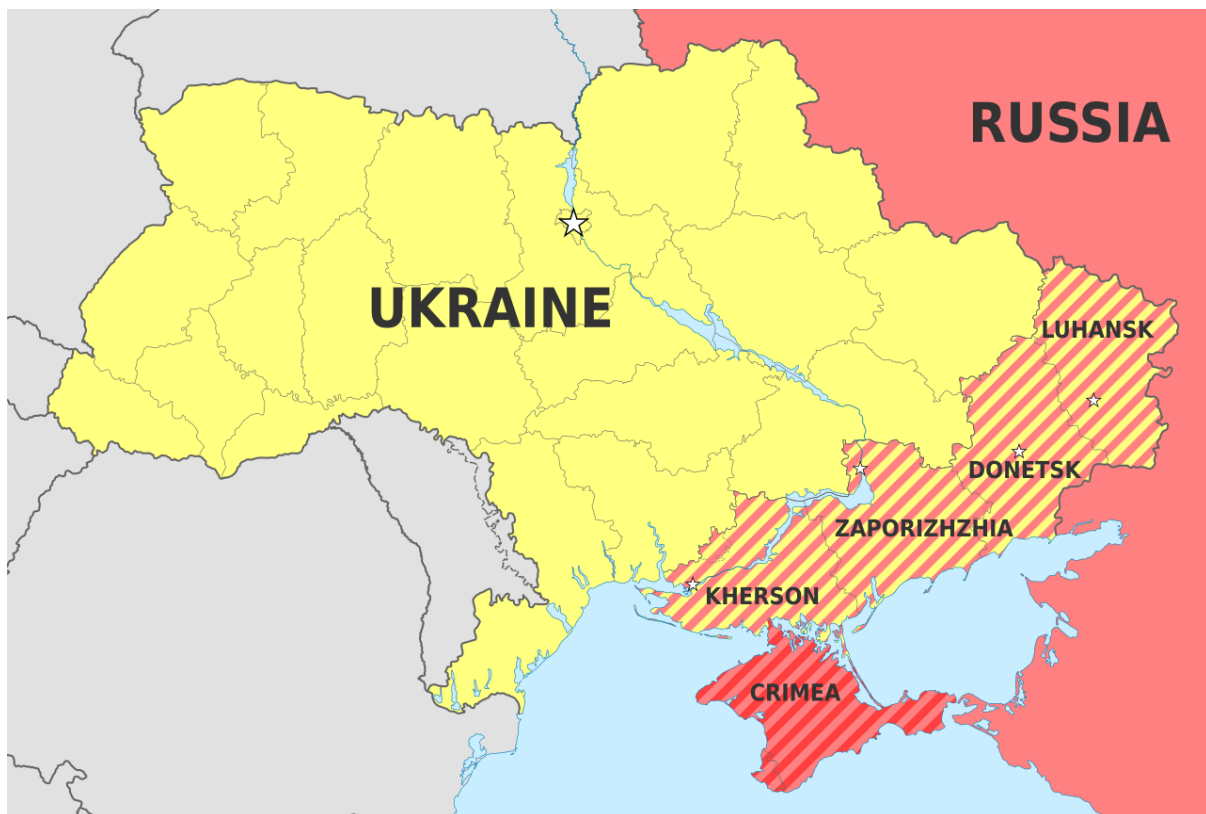 RUSSIA
UKRAINE
LUHANSK
DONETSK
ZAPORIZHZHIA
KHERSON
CRIMEA